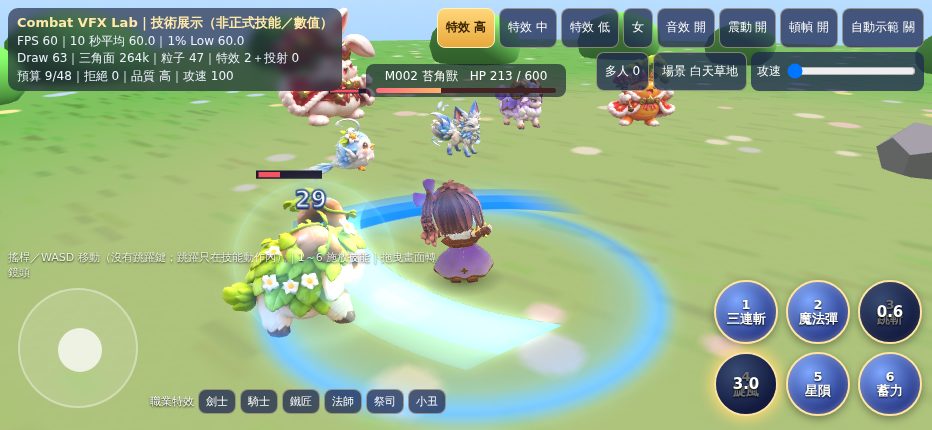 Combat VFX Lab｜技術展示（非正式技能／數值）
FPS 60｜10 秒平均 60.0｜1% Low 60.0
Draw 63｜三角面 264k｜粒子 47｜特效 2＋投射 0
預算 9/48｜拒絕 0｜品質 高｜攻速 100
特效 高
特效 中
特效 低
女
音效 開
震動 開
頓幀 開
自動示範 關
多人 0
場景 白天草地
攻速
M002 苔角獸 HP 213 / 600
29
搖桿／WASD 移動（沒有跳躍鍵；跳躍只在技能動作內）｜1～6 施放技能｜拖曳畫面轉
鏡頭
1
三連斬
2
魔法彈
3
0.6
4
3.0
旋風
5
星隕
6
蓄力
職業特效
劍士
騎士
鐵匠
法師
祭司
小丑